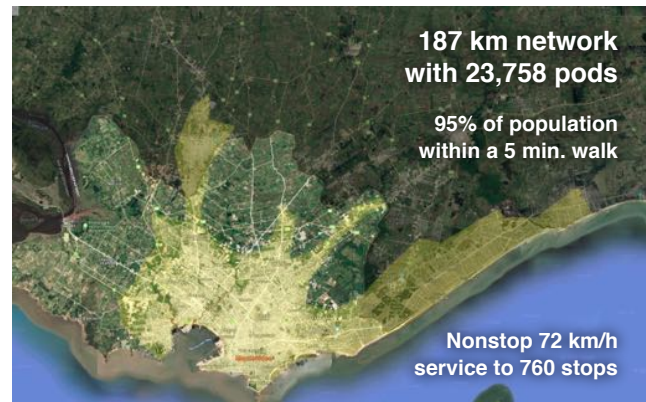 187 km network
with 23,758 pods
95% of population
within a 5 min. walk
Nonstop 72 km/h
service to 760 stops